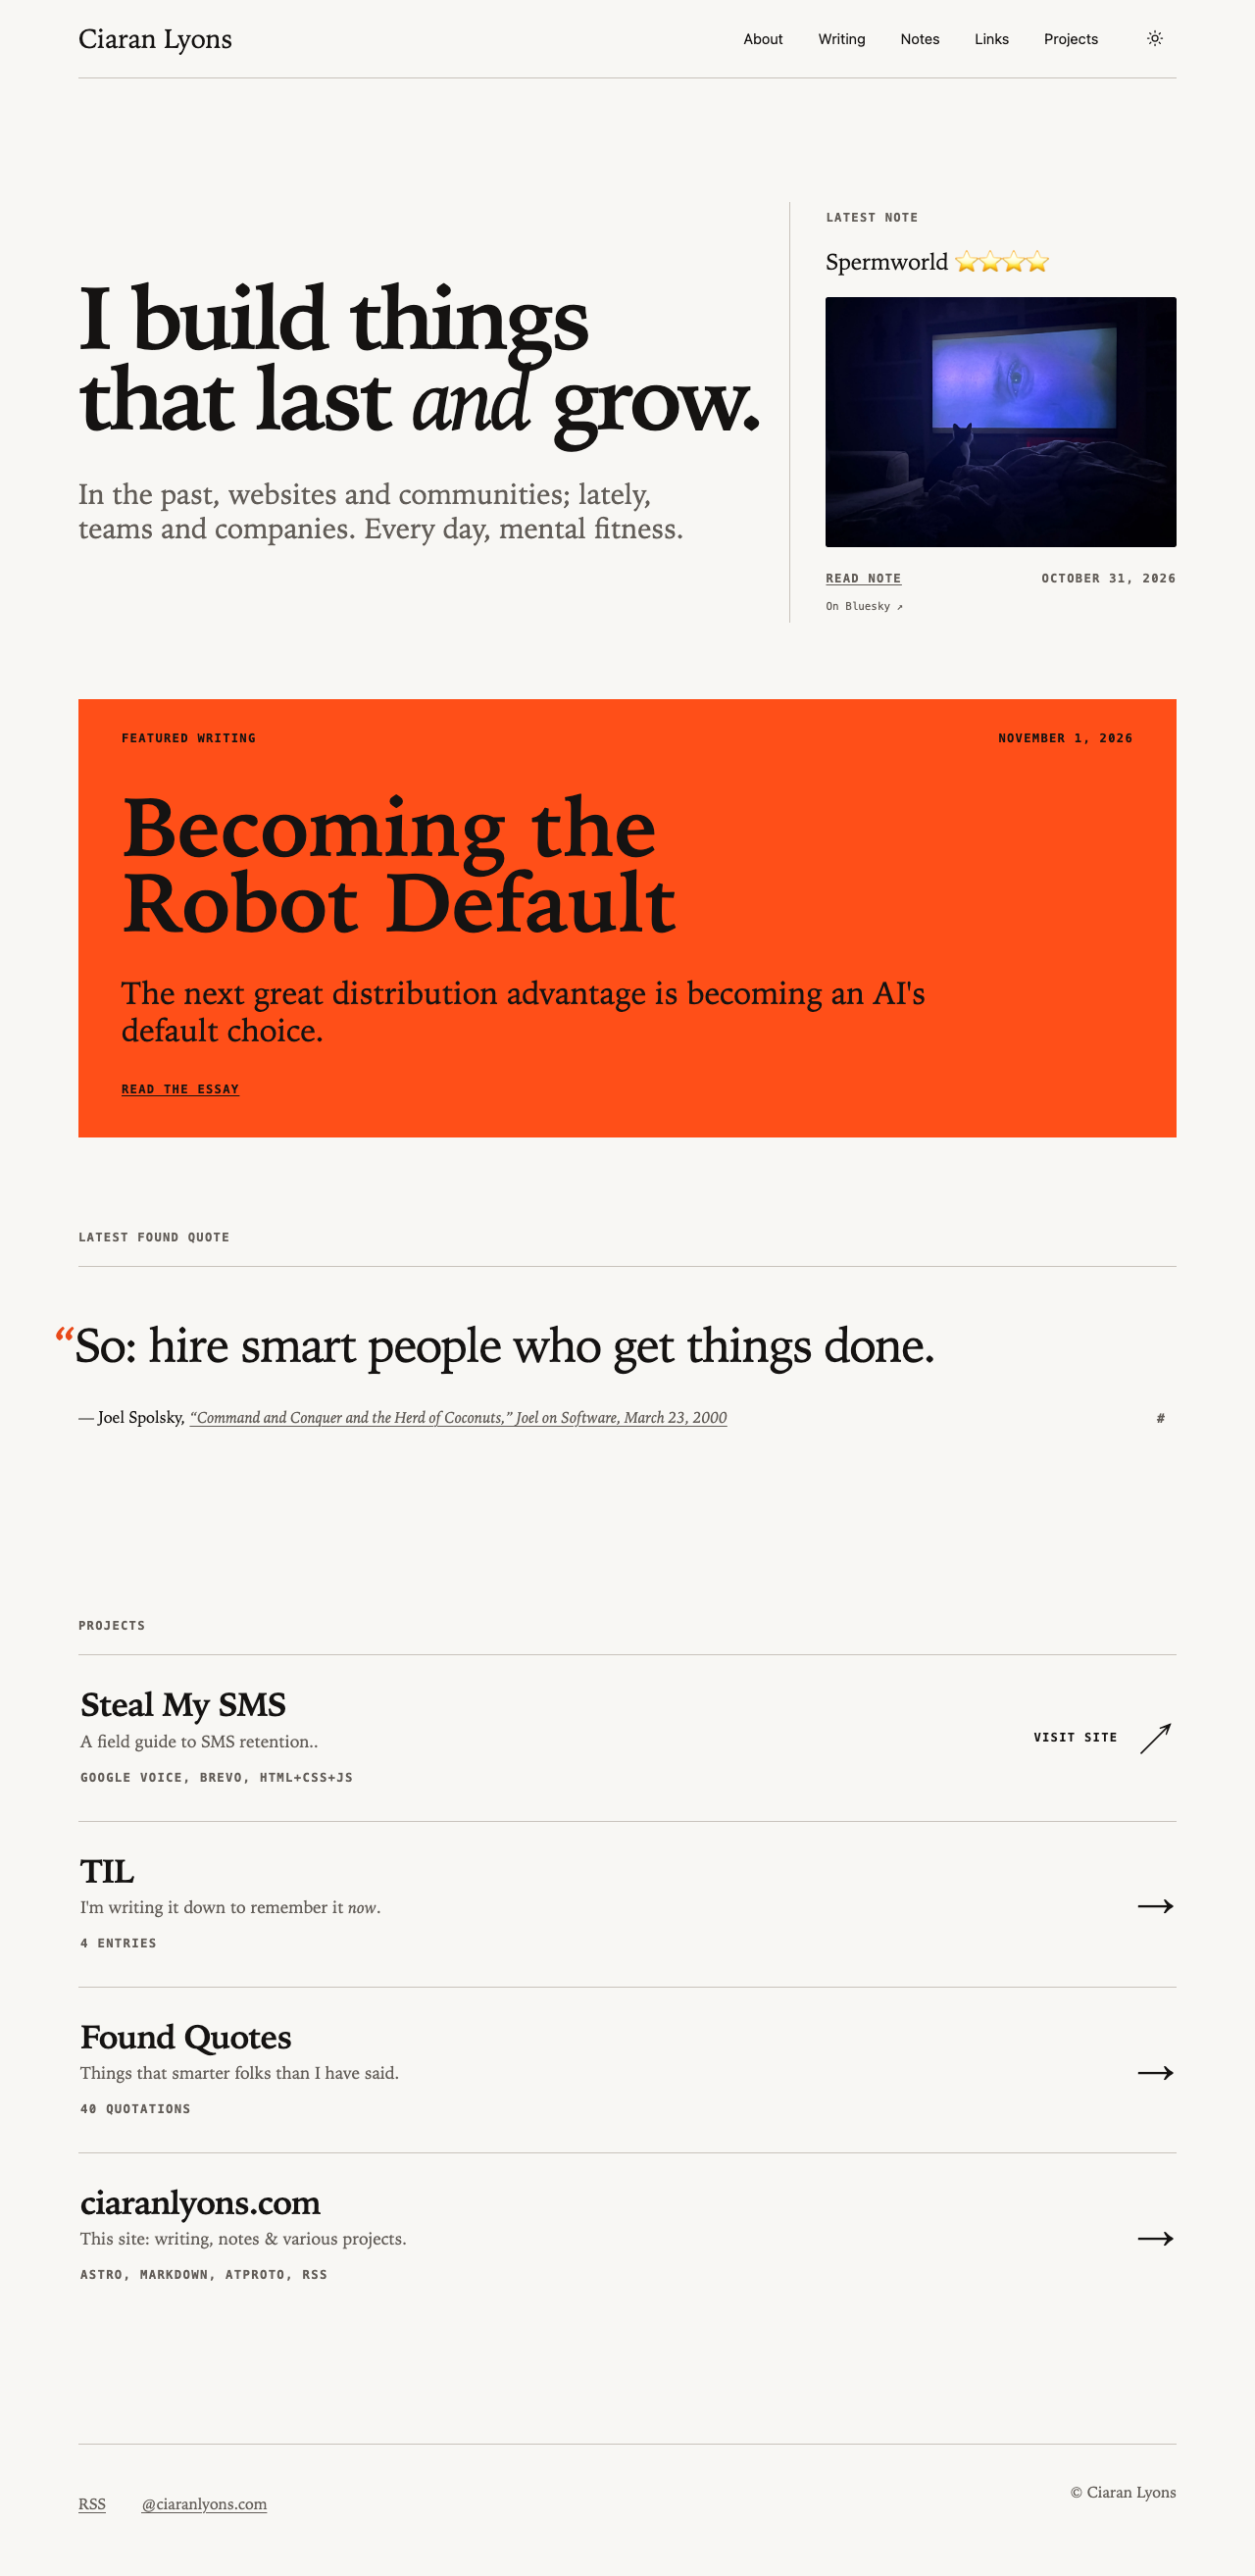 Ciaran Lyons
About Writing Notes Links Projects
I build things
that last and grow.
In the past, websites and communities; lately,
teams and companies. Every day, mental fitness.
LATEST NOTE
Spermworld ⭐⭐⭐⭐
READ NOTE OCTOBER 31, 2026
On Bluesky ↗
FEATURED WRITING NOVEMBER 1, 2026
Becoming the
Robot Default
The next great distribution advantage is becoming an AI's
default choice.
READ THE ESSAY
LATEST FOUND QUOTE
“So: hire smart people who get things done.
— Joel Spolsky, “Command and Conquer and the Herd of Coconuts,” Joel on Software, March 23, 2000 #
PROJECTS
Steal My SMS
A field guide to SMS retention..
GOOGLE VOICE, BREVO, HTML+CSS+JS
VISIT SITE
TIL
I'm writing it down to remember it now.
4 ENTRIES
Found Quotes
Things that smarter folks than I have said.
40 QUOTATIONS
ciaranlyons.com
This site: writing, notes & various projects.
ASTRO, MARKDOWN, ATPROTO, RSS
RSS @ciaranlyons.com
© Ciaran Lyons